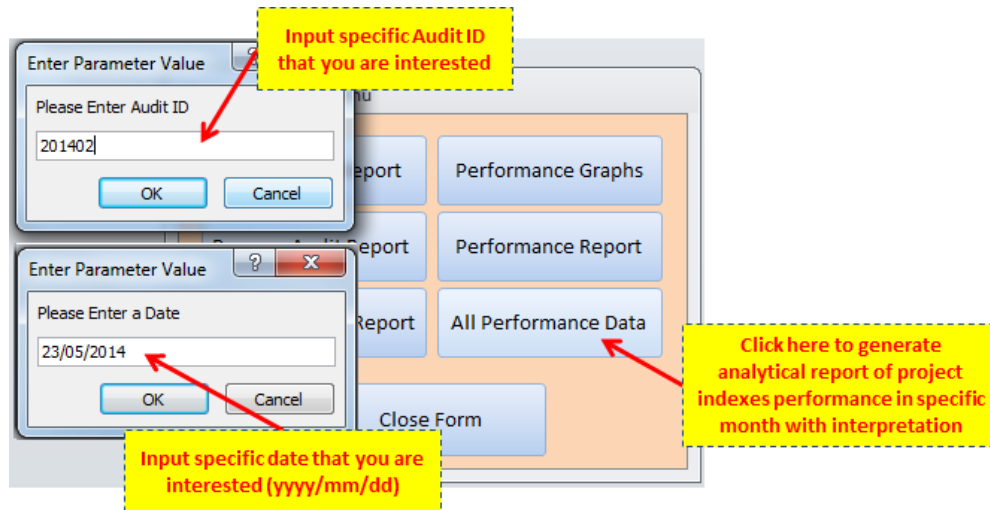 Input specific Audit ID
that you are interested
Enter Parameter Value
Please Enter Audit ID
201402
OK
Cancel
Report
Performance Graphs
Audit Report
Performance Report
Report
All Performance Data
Close Form
Enter Parameter Value
?
X
Please Enter a Date
23/05/2014
OK
Cancel
Input specific date that you are
interested (yyyy/mm/dd)
Click here to generate
analytical report of project
indexes performance in specific
month with interpretation